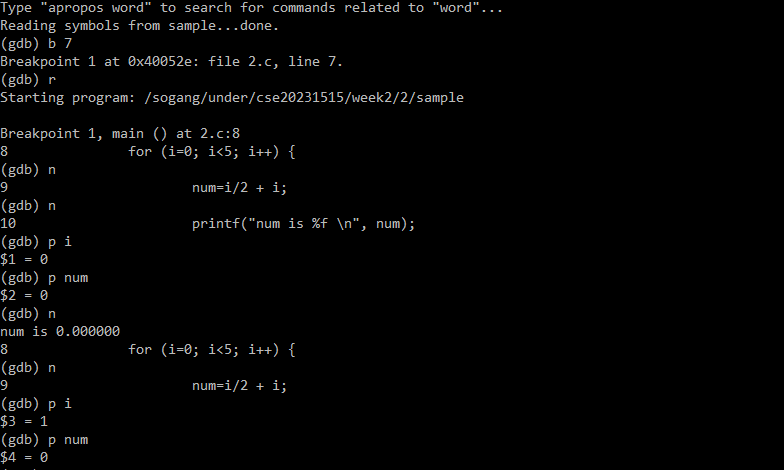 Type "apropos word" to search for commands related to "word"...
Reading symbols from sample...done.
(gdb) b 7
Breakpoint 1 at 0x40052e: file 2.c, line 7.
(gdb) r
Starting program: /sogang/under/cse20231515/week2/2/sample
Breakpoint 1, main () at 2.c:8
8               for (i=0; i<5; i++) {
(gdb) n
9                       num=i/2 + i;
(gdb) n
10                      printf("num is %f \n", num);
(gdb) p i
$1 = 0
(gdb) p num
$2 = 0
(gdb) n
num is 0.000000
8               for (i=0; i<5; i++) {
(gdb) n
9                       num=i/2 + i;
(gdb) p i
$3 = 1
(gdb) p num
$4 = 0